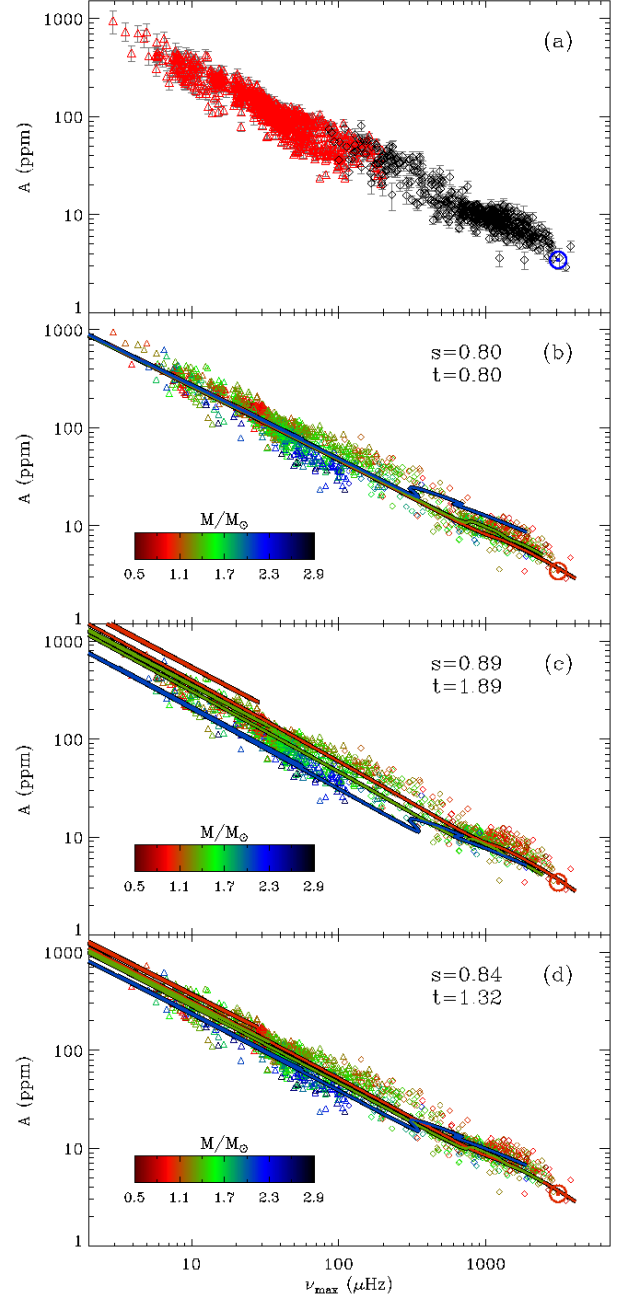 (a)
1000
100
10
1
A (ppm)
s=0.80 (b)
t=0.80
1000
100
10
1
A (ppm)
M/M☉
0.5 1.1 1.7 2.3 2.9
s=0.89 (c)
t=1.89
1000
100
10
1
A (ppm)
M/M☉
0.5 1.1 1.7 2.3 2.9
s=0.84 (d)
t=1.32
1000
100
10
1
A (ppm)
M/M☉
0.5 1.1 1.7 2.3 2.9
10 100 1000
νmax (μHz)